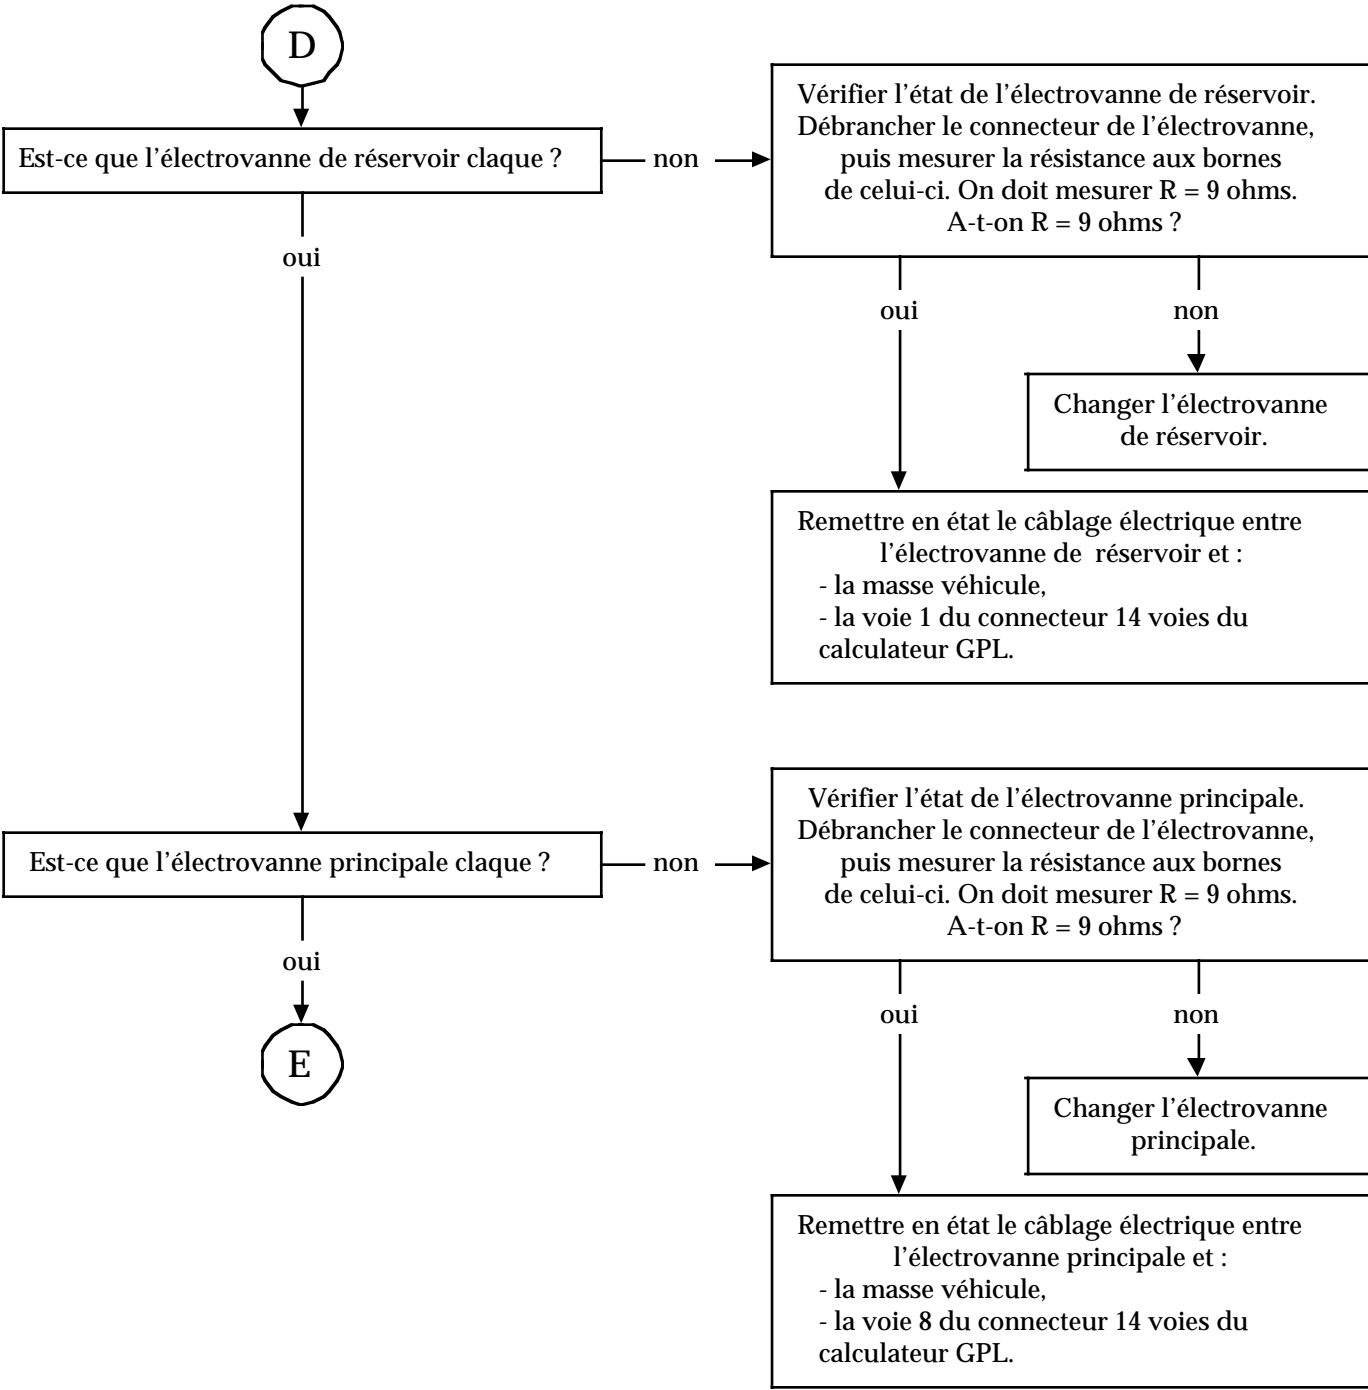 D
Est-ce que l’électrovanne de réservoir claque ?
non
Vérifier l’état de l’électrovanne de réservoir.
Débrancher le connecteur de l’électrovanne,
puis mesurer la résistance aux bornes
de celui-ci. On doit mesurer R = 9 ohms.
A-t-on R = 9 ohms ?
oui
oui
non
Changer l’électrovanne
de réservoir.
Remettre en état le câblage électrique entre
l’électrovanne de réservoir et :
- la masse véhicule,
- la voie 1 du connecteur 14 voies du
calculateur GPL.
Est-ce que l’électrovanne principale claque ?
non
Vérifier l’état de l’électrovanne principale.
Débrancher le connecteur de l’électrovanne,
puis mesurer la résistance aux bornes
de celui-ci. On doit mesurer R = 9 ohms.
A-t-on R = 9 ohms ?
oui
E
oui
non
Changer l’électrovanne
principale.
Remettre en état le câblage électrique entre
l’électrovanne principale et :
- la masse véhicule,
- la voie 8 du connecteur 14 voies du
calculateur GPL.